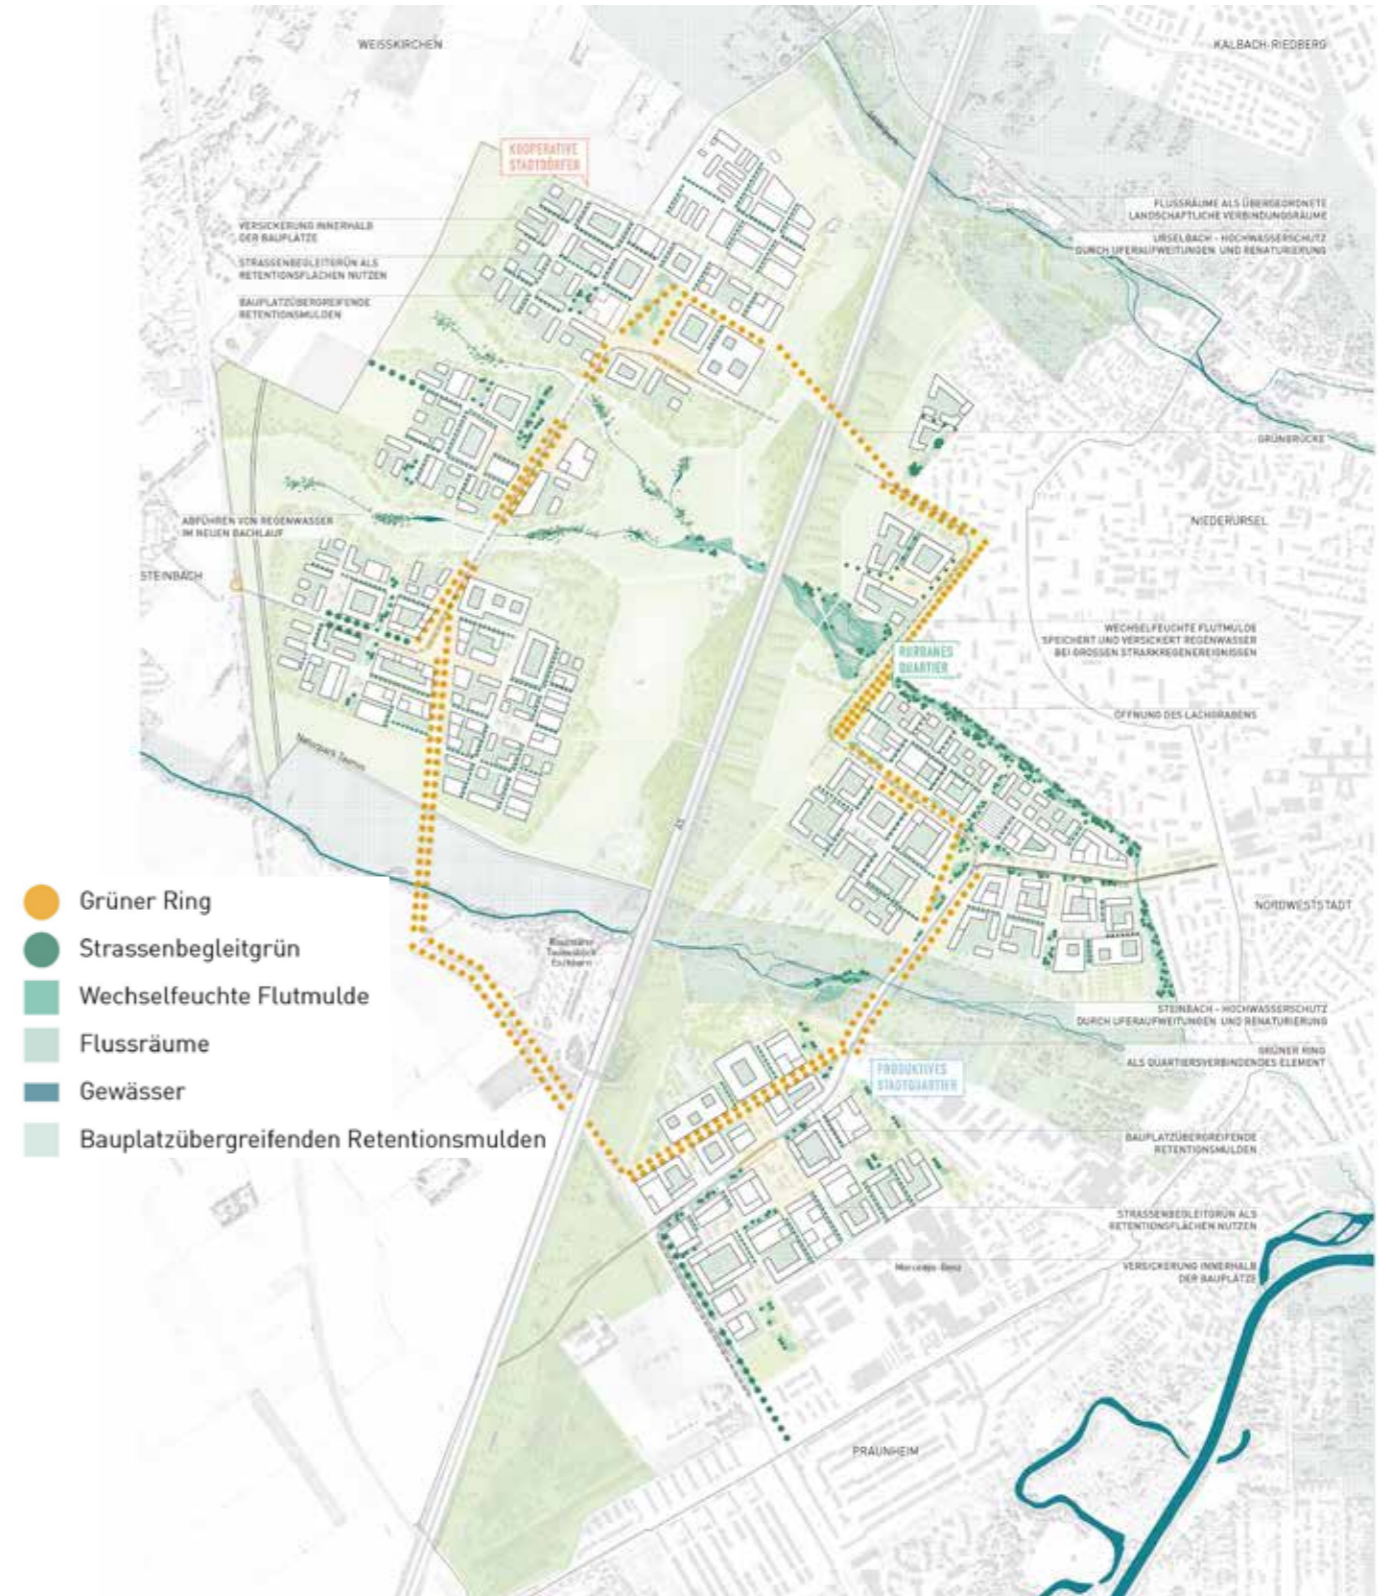 WEISSKIRCHEN
KALBACH-RIEDBERG
KOOPERATIVE
STADTDÖRFER
VERSICKERUNG INNERHALB
DER BAUPLÄTZE
STRASSENBEGLEITGRÜN ALS
RETENTIONSFLÄCHEN NUTZEN
BAUPLATZÜBERGREIFENDE
RETENTIONSMULDEN
FLUSSRÄUME ALS ÜBERGEORDNETE
LANDSCHAFTLICHE VERBINDUNGSRÄUME
URSELBACH - HOCHWASSERSCHUTZ
DURCH UFERAUFWEITUNGEN UND RENATURIERUNG
GRÜNBRÜCKE
NIEDERURSEL
ABFÜHREN VON REGENWASSER
IM NEUEN BACHLAUF
STEINBACH
WECHSELFEUCHTE FLUTMULDE
SPEICHERT UND VERSICKERT REGENWASSER
BEI GROSSEN STRARKREGENEREIGNISSEN
RURBANES
QUARTIER
ÖFFNUNG DES LACHGRABENS
Naturpark Taunus
A5
NORDWESTSTADT
Grüner Ring
Strassenbegleitgrün
Wechselfeuchte Flutmulde
Flussräume
Gewässer
Bauplatzübergreifenden Retentionsmulden
STEINBACH - HOCHWASSERSCHUTZ
DURCH UFERAUFWEITUNGEN UND RENATURIERUNG
GRÜNER RING
ALS QUARTIERSVERBINDENDES ELEMENT
PRODUKTIVES
STADTQUARTIER
BAUPLATZÜBERGREIFENDE
RETENTIONSMULDEN
STRASSENBEGLEITGRÜN ALS
RETENTIONSFLÄCHEN NUTZEN
Mercedes-Benz
VERSICKERUNG INNERHALB
DER BAUPLÄTZE
PRAUNHEIM